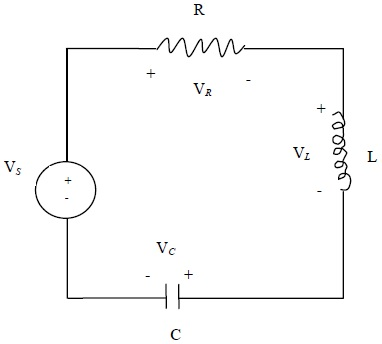 R
+
V_R
-
+
V_L
L
-
V_S
+
-
V_C
-
+
C